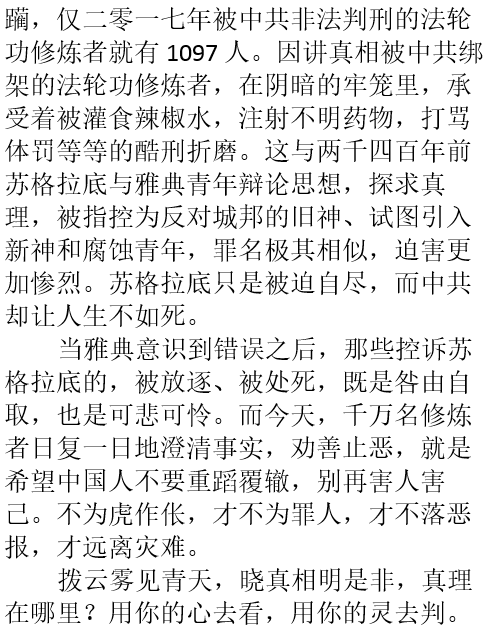 躏，仅二零一七年被中共非法判刑的法轮
功修炼者就有 1097 人。因讲真相被中共绑
架的法轮功修炼者，在阴暗的牢笼里，承
受着被灌食辣椒水，注射不明药物，打骂
体罚等等的酷刑折磨。这与两千四百年前
苏格拉底与雅典青年辩论思想，探求真
理，被指控为反对城邦的旧神、试图引入
新神和腐蚀青年，罪名极其相似，迫害更
加惨烈。苏格拉底只是被迫自尽，而中共
却让人生不如死。
当雅典意识到错误之后，那些控诉苏
格拉底的，被放逐、被处死，既是咎由自
取，也是可悲可怜。而今天，千万名修炼
者日复一日地澄清事实，劝善止恶，就是
希望中国人不要重蹈覆辙，别再害人害
己。不为虎作伥，才不为罪人，才不落恶
报，才远离灾难。
拨云雾见青天，晓真相明是非，真理
在哪里？用你的心去看，用你的灵去判。